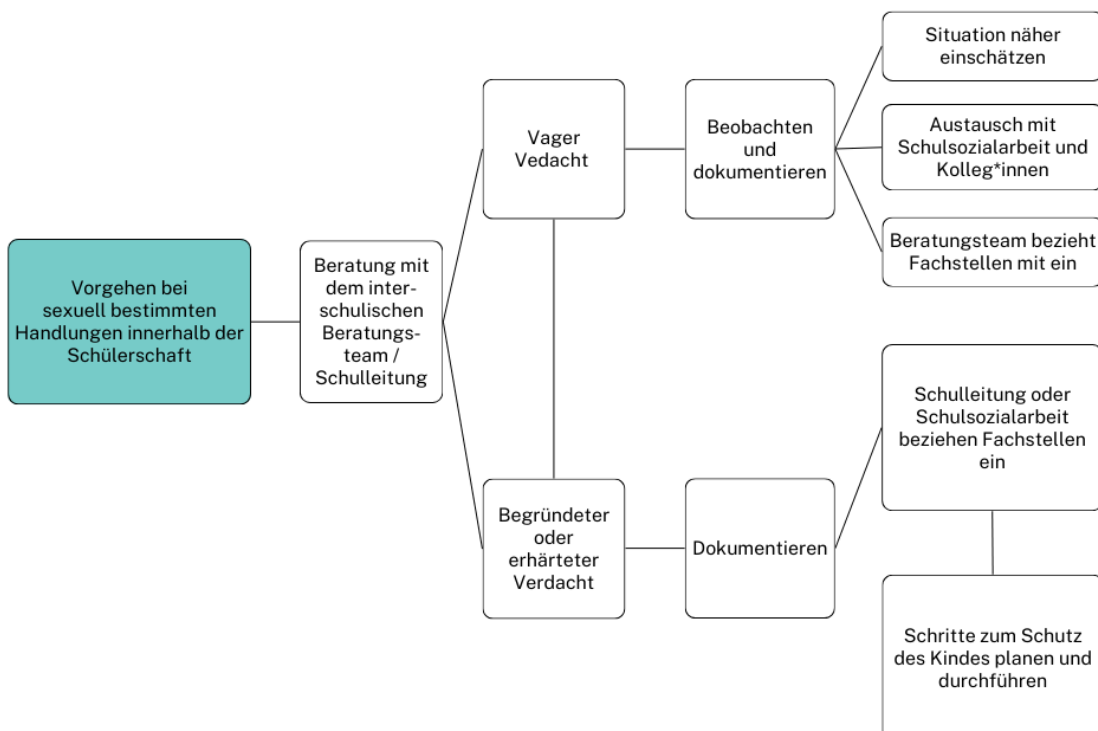 Vorgehen bei
sexuell bestimmten
Handlungen innerhalb der
Schülerschaft
Beratung mit
dem inter-
schulischen
Beratungs-
team /
Schulleitung
Vager
Vedacht
Beobachten
und
dokumentieren
Situation näher
einschätzen
Austausch mit
Schulsozialarbeit und
Kolleg*innen
Beratungsteam bezieht
Fachstellen mit ein
Begründeter
oder
erhärteter
Verdacht
Dokumentieren
Schulleitung oder
Schulsozialarbeit
beziehen Fachstellen
ein
Schritte zum Schutz
des Kindes planen und
durchführen